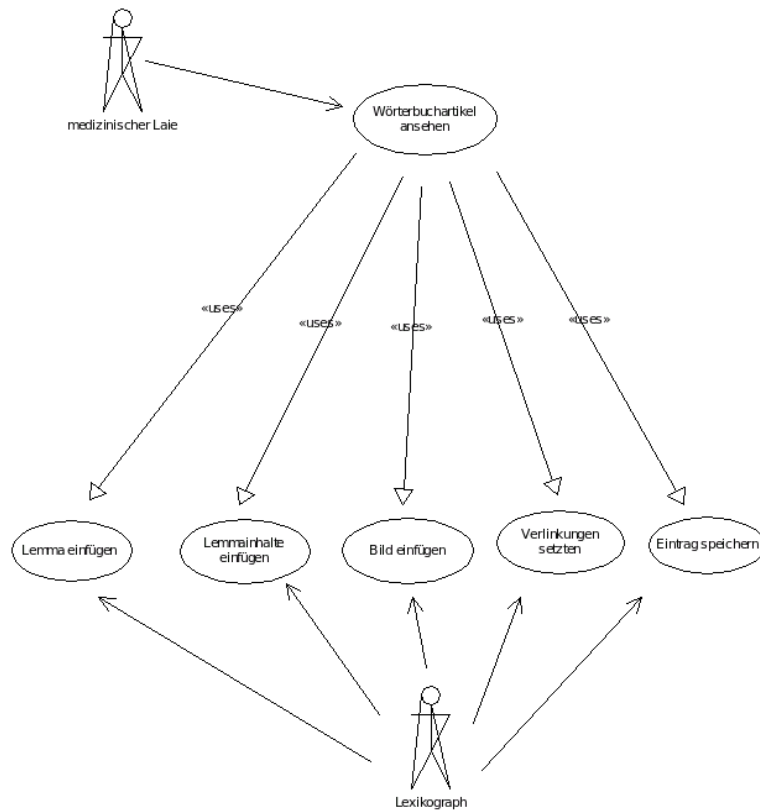 medizinischer Laie
Wörterbuchartikel
ansehen
«uses»
«uses»
«uses»
«uses»
«uses»
Lemma einfügen
Lemmainhalte
einfügen
Bild einfügen
Verlinkungen
setzten
Eintrag speichern
Lexikograph